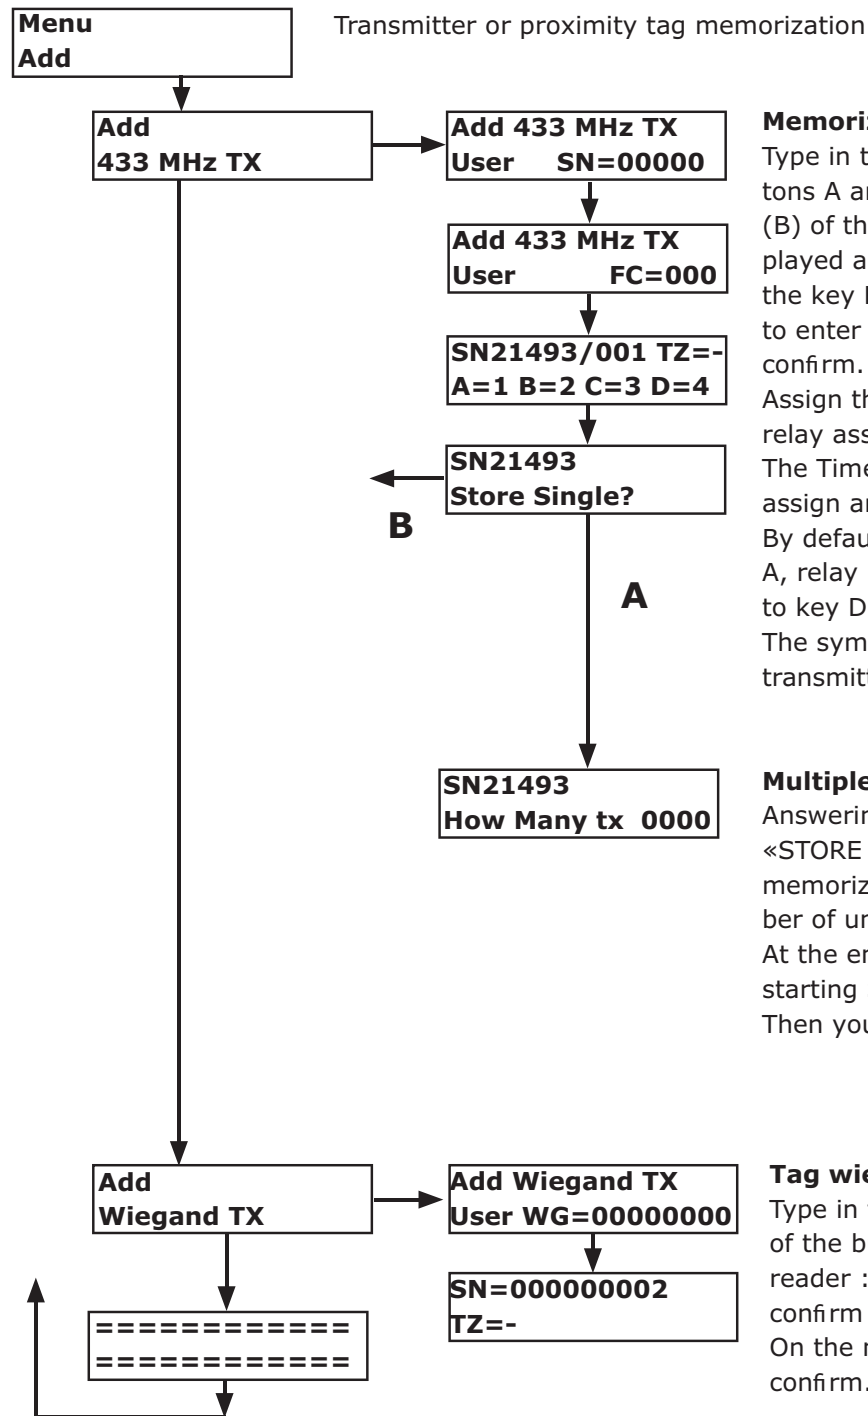 Menu
Add
Transmitter or proximity tag memorization
Add
433 MHz TX
Add 433 MHz TX
User SN=00000
Add 433 MHz TX
User FC=000
SN21493/001 TZ=-
A=1 B=2 C=3 D=4
SN21493
Store Single?
B
A
Type in t
tons A a
(B) of th
played a
the key
to enter
confirm.
Assign th
relay ass
The Time
assign a
By defau
A, relay
to key D
The sym
transmitt
SN21493
How Many tx 0000
Multiple
Answerin
«STORE
memoriz
ber of u
At the e
starting
Then you
Add
Wiegand TX
Add Wiegand TX
User WG=00000000
SN=000000002
TZ=-
============
============
Tag wie
Type in
of the b
reader :
confirm
On the
confirm.